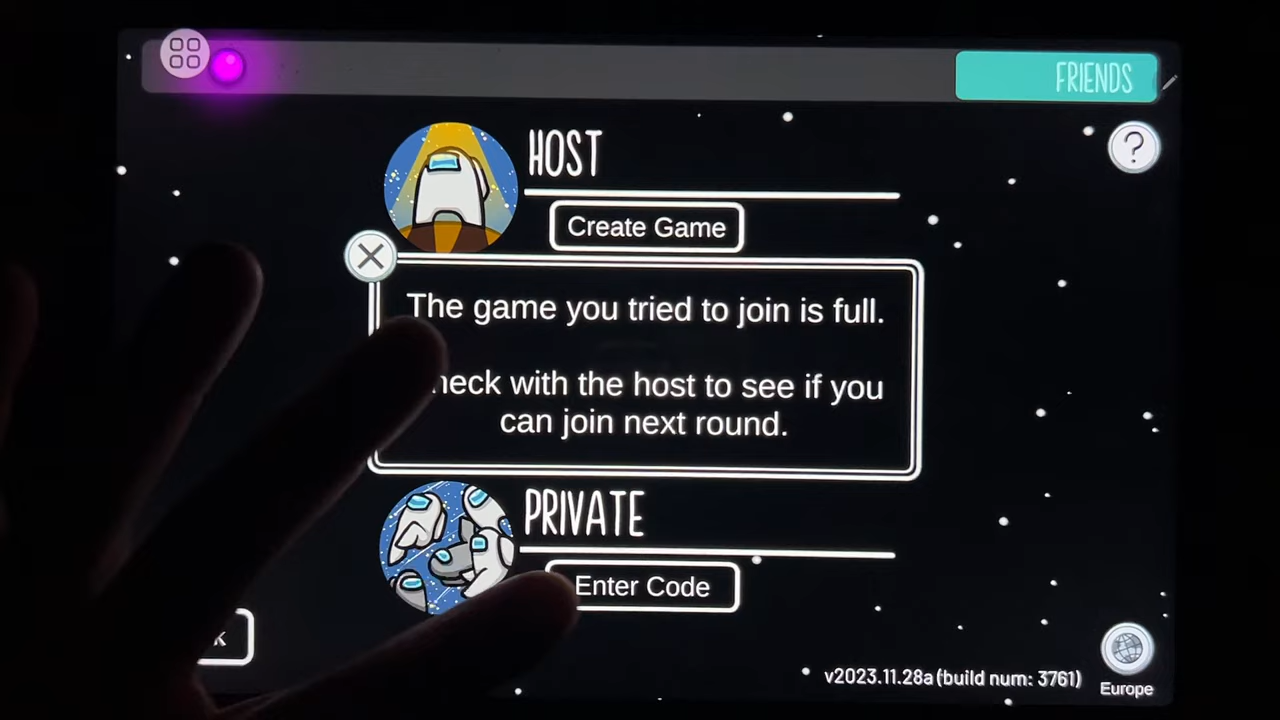 FRIENDS
?
HOST
Create Game
The game you tried to join is full.
heck with the host to see if you
can join next round.
PRIVATE
Enter Code
K
v2023.11.28a (build num: 3761)
Europe